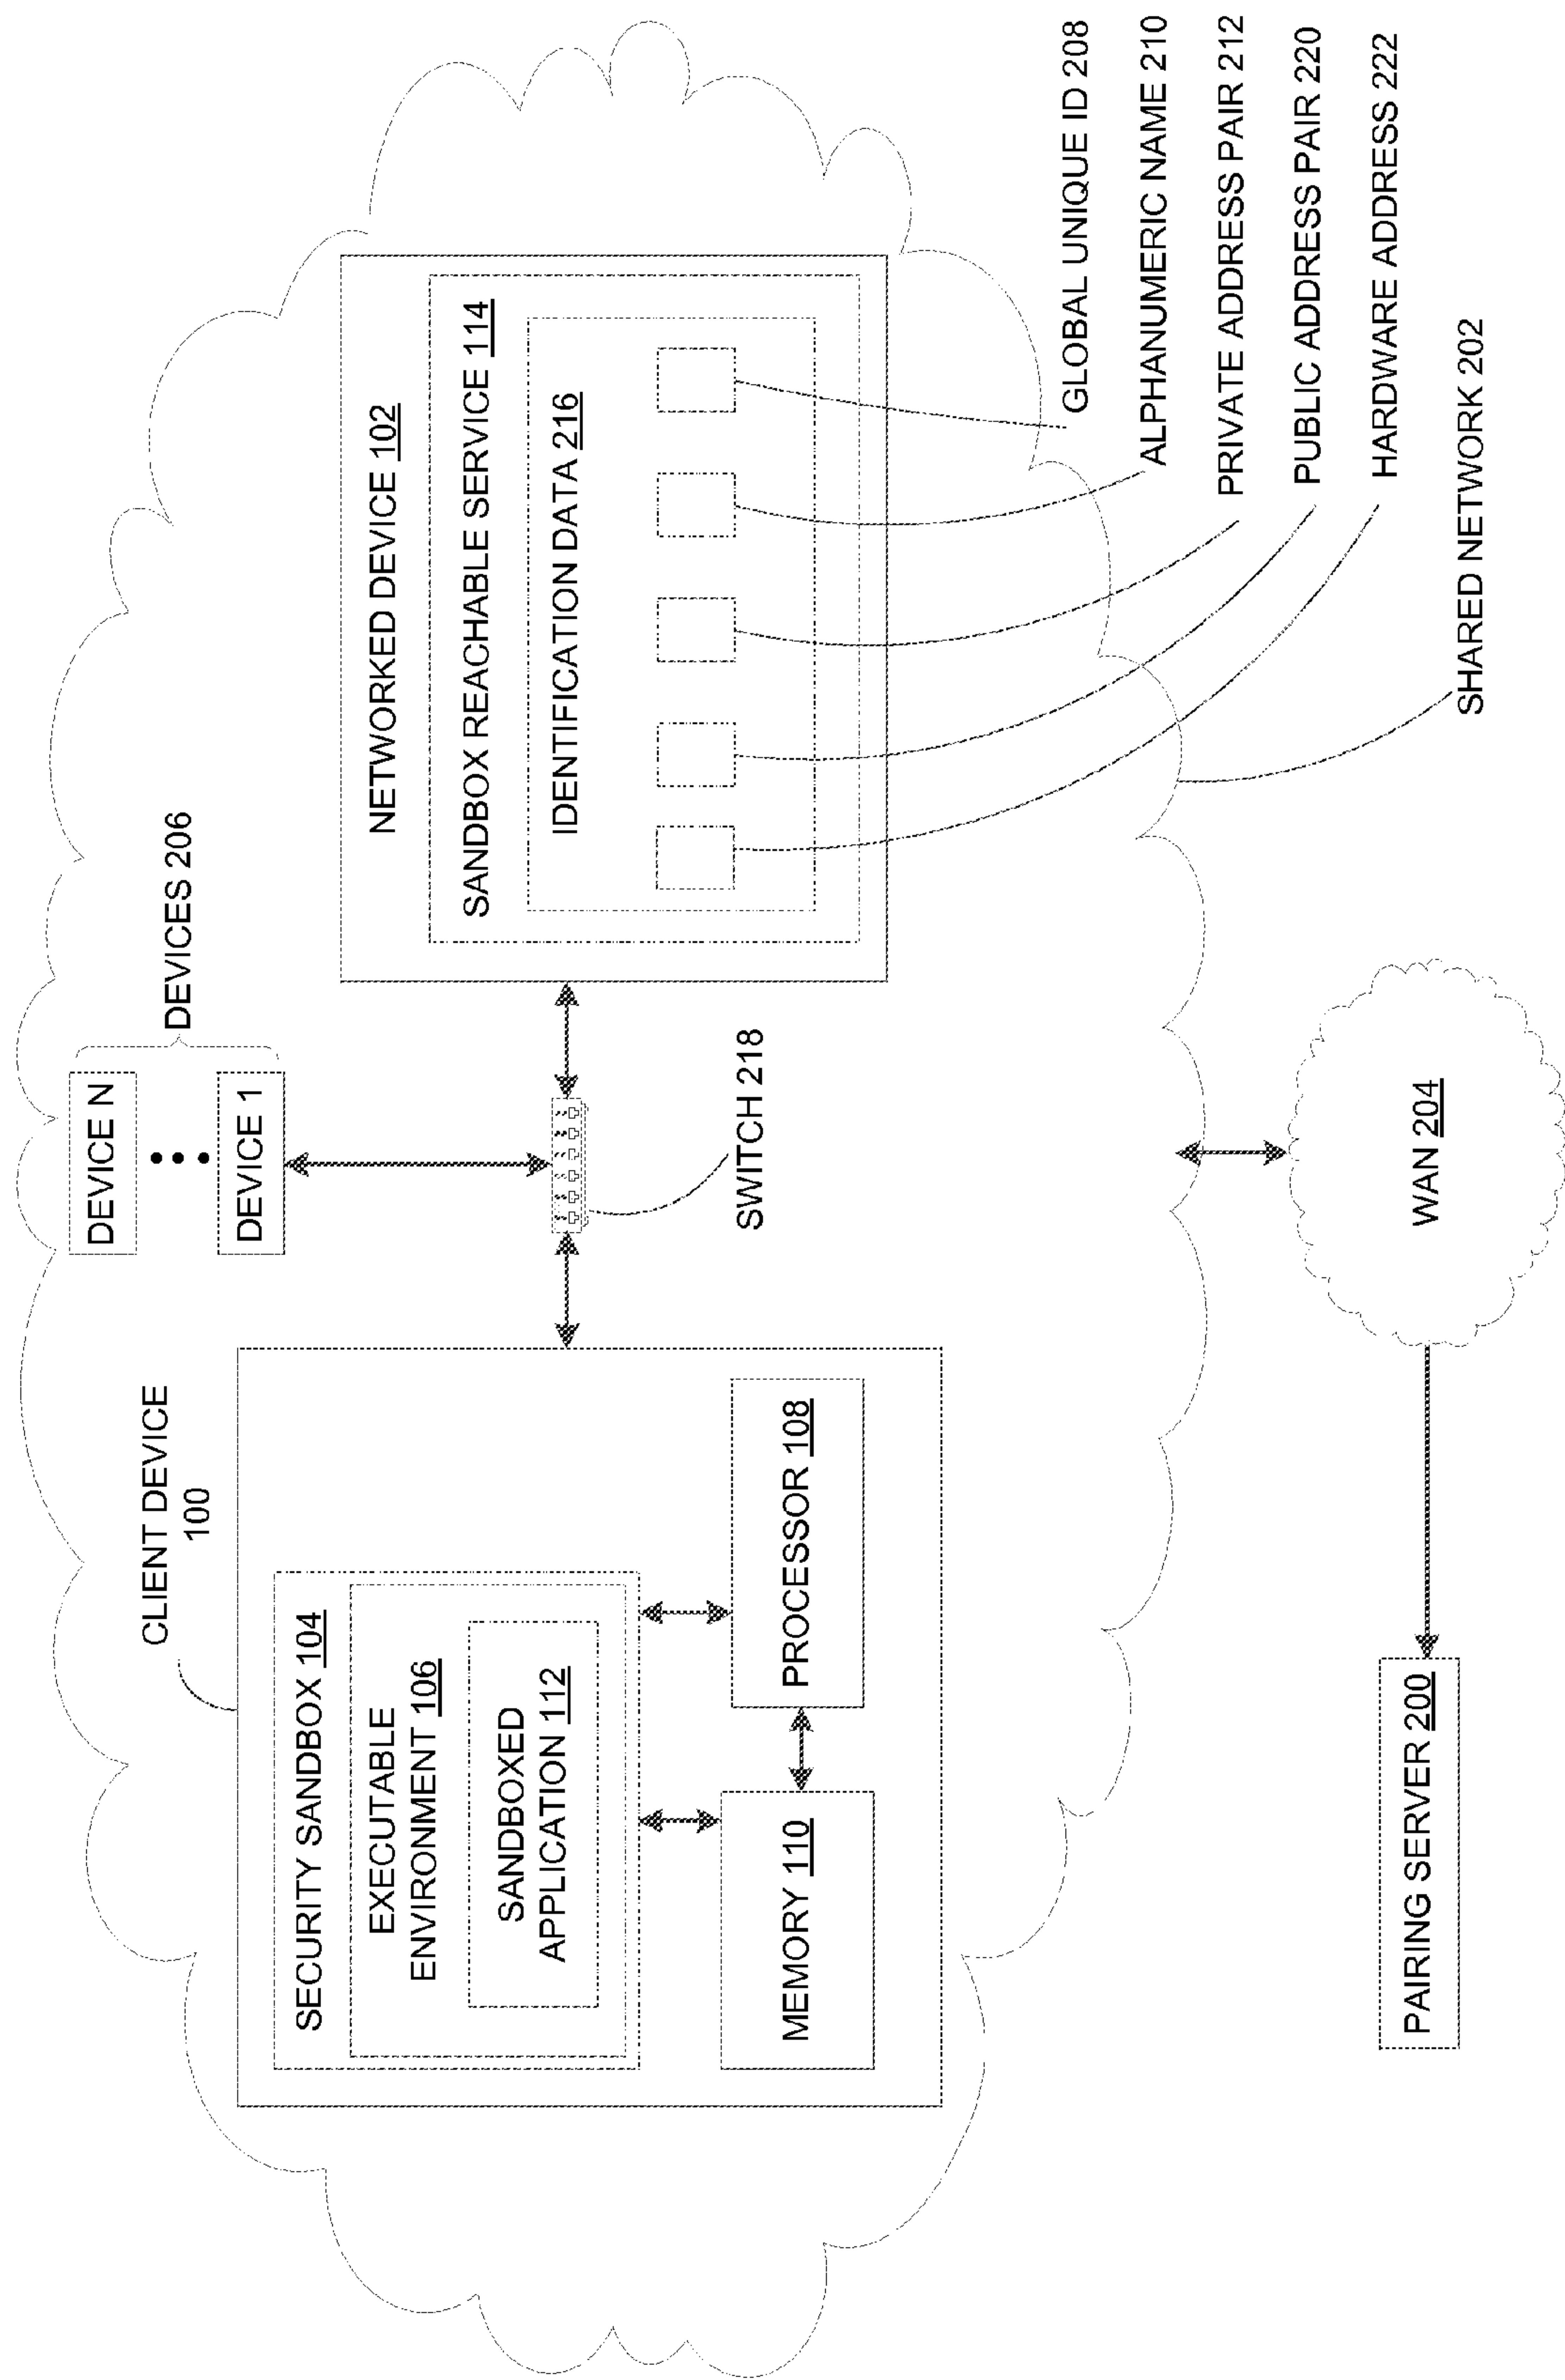 DEVICE N
DEVICE 1
DEVICES 206
CLIENT DEVICE
100
SECURITY SANDBOX 104
EXECUTABLE
ENVIRONMENT 106
SANDBOXED
APPLICATION 112
PROCESSOR 108
MEMORY 110
SWITCH 218
NETWORKED DEVICE 102
SANDBOX REACHABLE SERVICE 114
IDENTIFICATION DATA 216
GLOBAL UNIQUE ID 208
ALPHANUMERIC NAME 210
PRIVATE ADDRESS PAIR 212
PUBLIC ADDRESS PAIR 220
HARDWARE ADDRESS 222
SHARED NETWORK 202
WAN 204
PAIRING SERVER 200